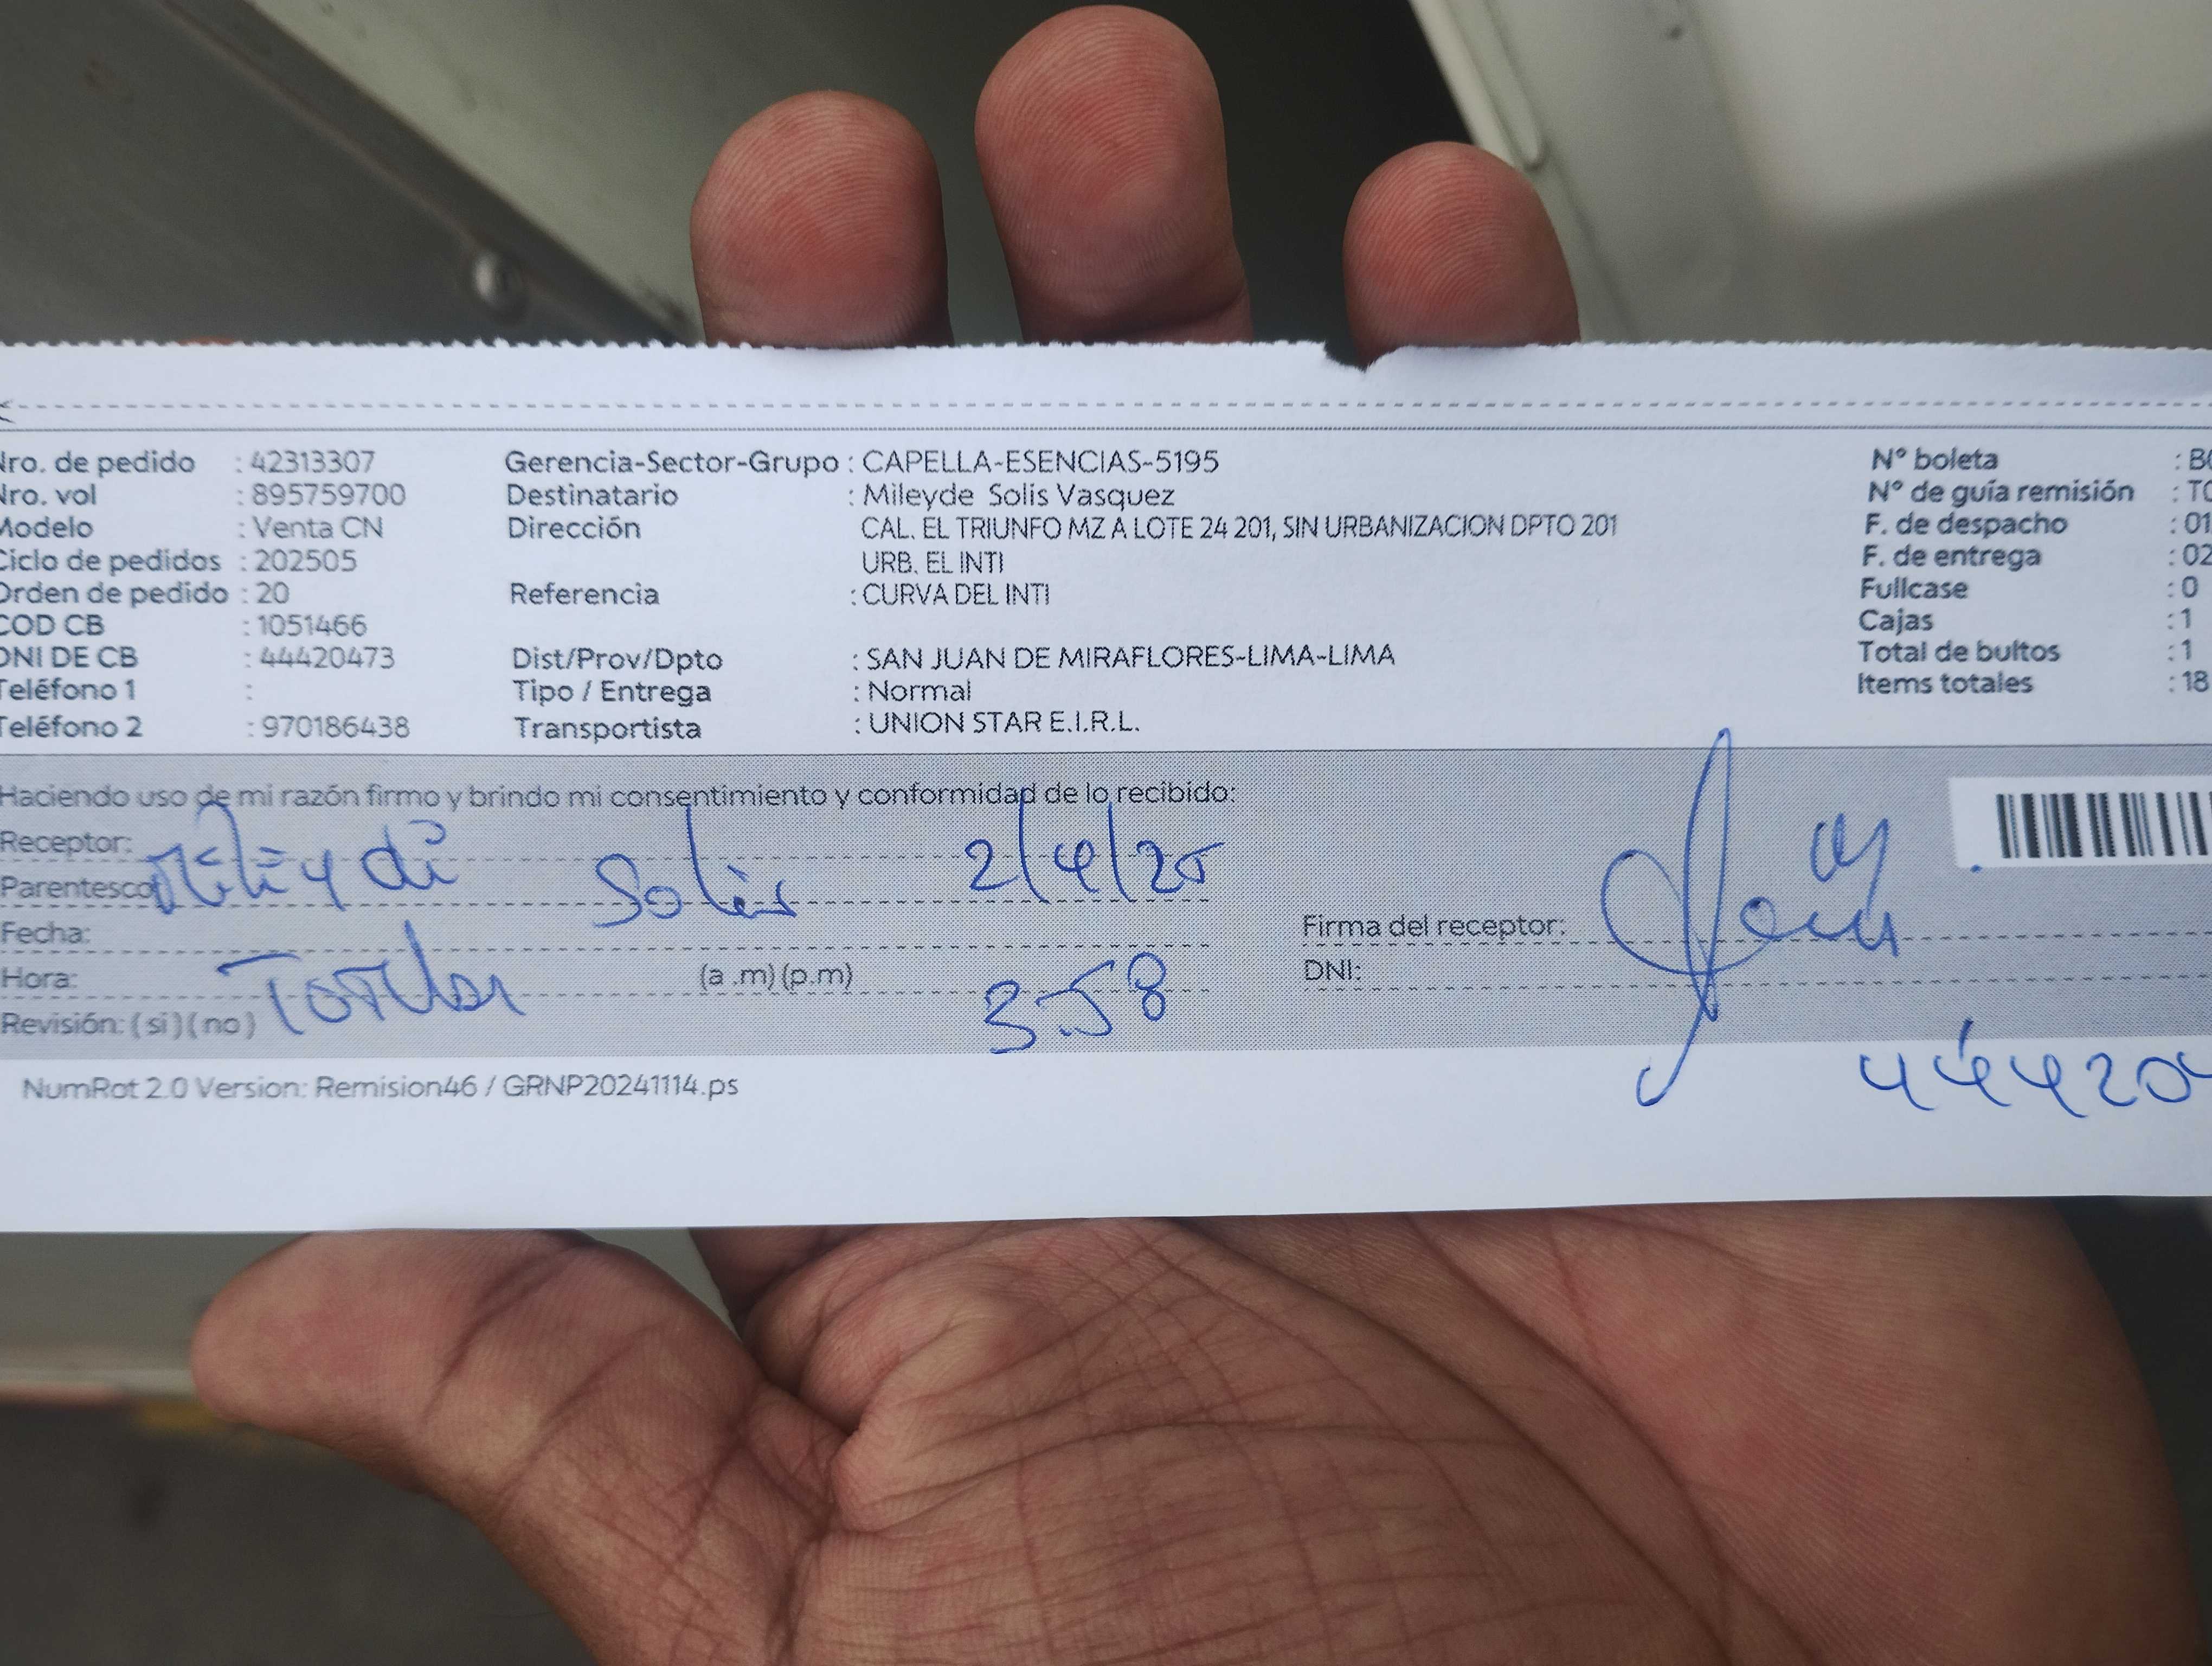 Nro. de pedido : 42313307 Gerencia-Sector-Grupo : CAPELLA-ESENCIAS-5195 N° boleta : B
Nro. vol : 895759700 Destinatario : Mileyde Solis Vasquez N° de guía remisión : T
Modelo : Venta CN Dirección CAL. EL TRIUNFO MZ A LOTE 24 201, SIN URBANIZACION DPTO 201 F. de despacho : 01
Ciclo de pedidos : 202505 URB. EL INTI F. de entrega : 02
Orden de pedido : 20 Referencia : CURVA DEL INTI Fullcase : 0
COD CB : 1051466 Cajas : 1
DNI DE CB : 44420473 Dist/Prov/Dpto : SAN JUAN DE MIRAFLORES-LIMA-LIMA Total de bultos : 1
Teléfono 1 : Tipo / Entrega : Normal Items totales : 18
Teléfono 2 : 970186438 Transportista : UNION STAR E.I.R.L.
Haciendo uso de mi razón firmo y brindo mi consentimiento y conformidad de lo recibido:
Receptor:
Parentesco Solis 2/4/25
Fecha: Firma del receptor:
Hora: (a .m) (p.m) 3:58 DNI:
Revisión: ( si ) ( no )
444204
NumRot 2.0 Version: Remision46 / GRNP20241114.ps